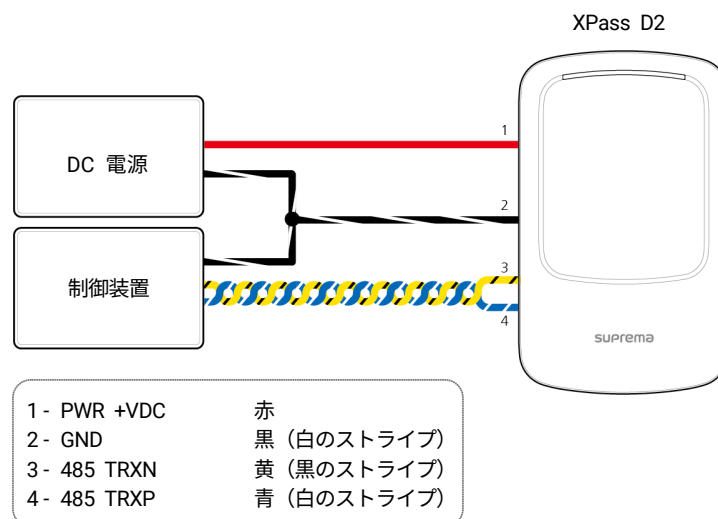 XPass D2
DC 電源
制御装置
1
2
3
4
suprema
1 - PWR +VDC 赤
2 - GND 黒（白のストライプ）
3 - 485 TRXN 黄（黒のストライプ）
4 - 485 TRXP 青（白のストライプ）